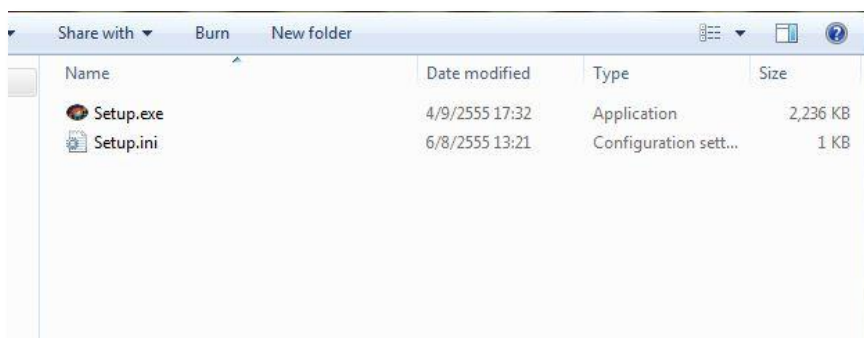 Share with Burn New folder
Name Date modified Type Size
Setup.exe 4/9/2555 17:32 Application 2,236 KB
Setup.ini 6/8/2555 13:21 Configuration sett... 1 KB